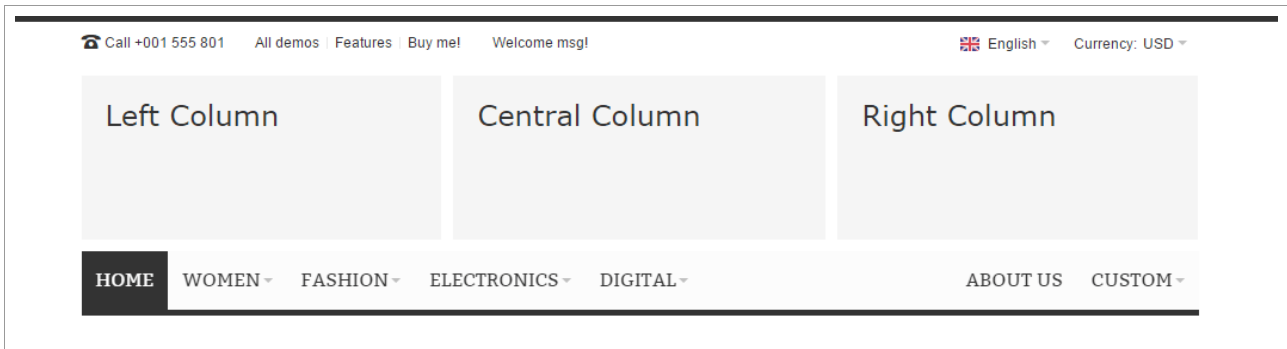 Call +001 555 801 All demos Features Buy me! Welcome msg! English Currency: USD
Left Column Central Column Right Column
HOME WOMEN FASHION ELECTRONICS DIGITAL ABOUT US CUSTOM